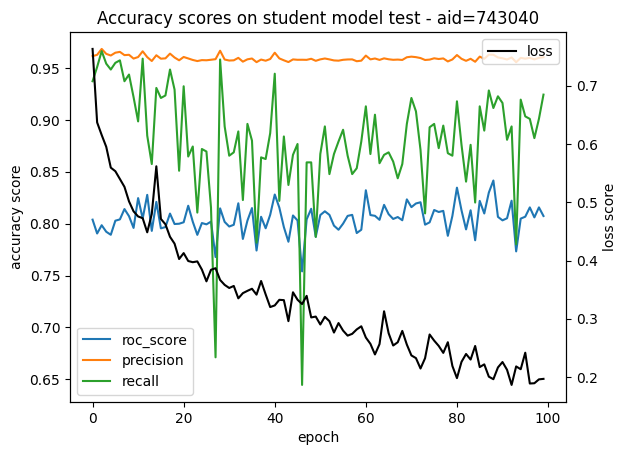 Accuracy scores on student model test - aid=743040
loss
0.95
0.90
0.85
0.80
0.75
0.70
0.65
accuracy score
0.7
0.6
0.5
0.4
0.3
0.2
loss score
roc_score
precision
recall
0
20
40
60
80
100
epoch